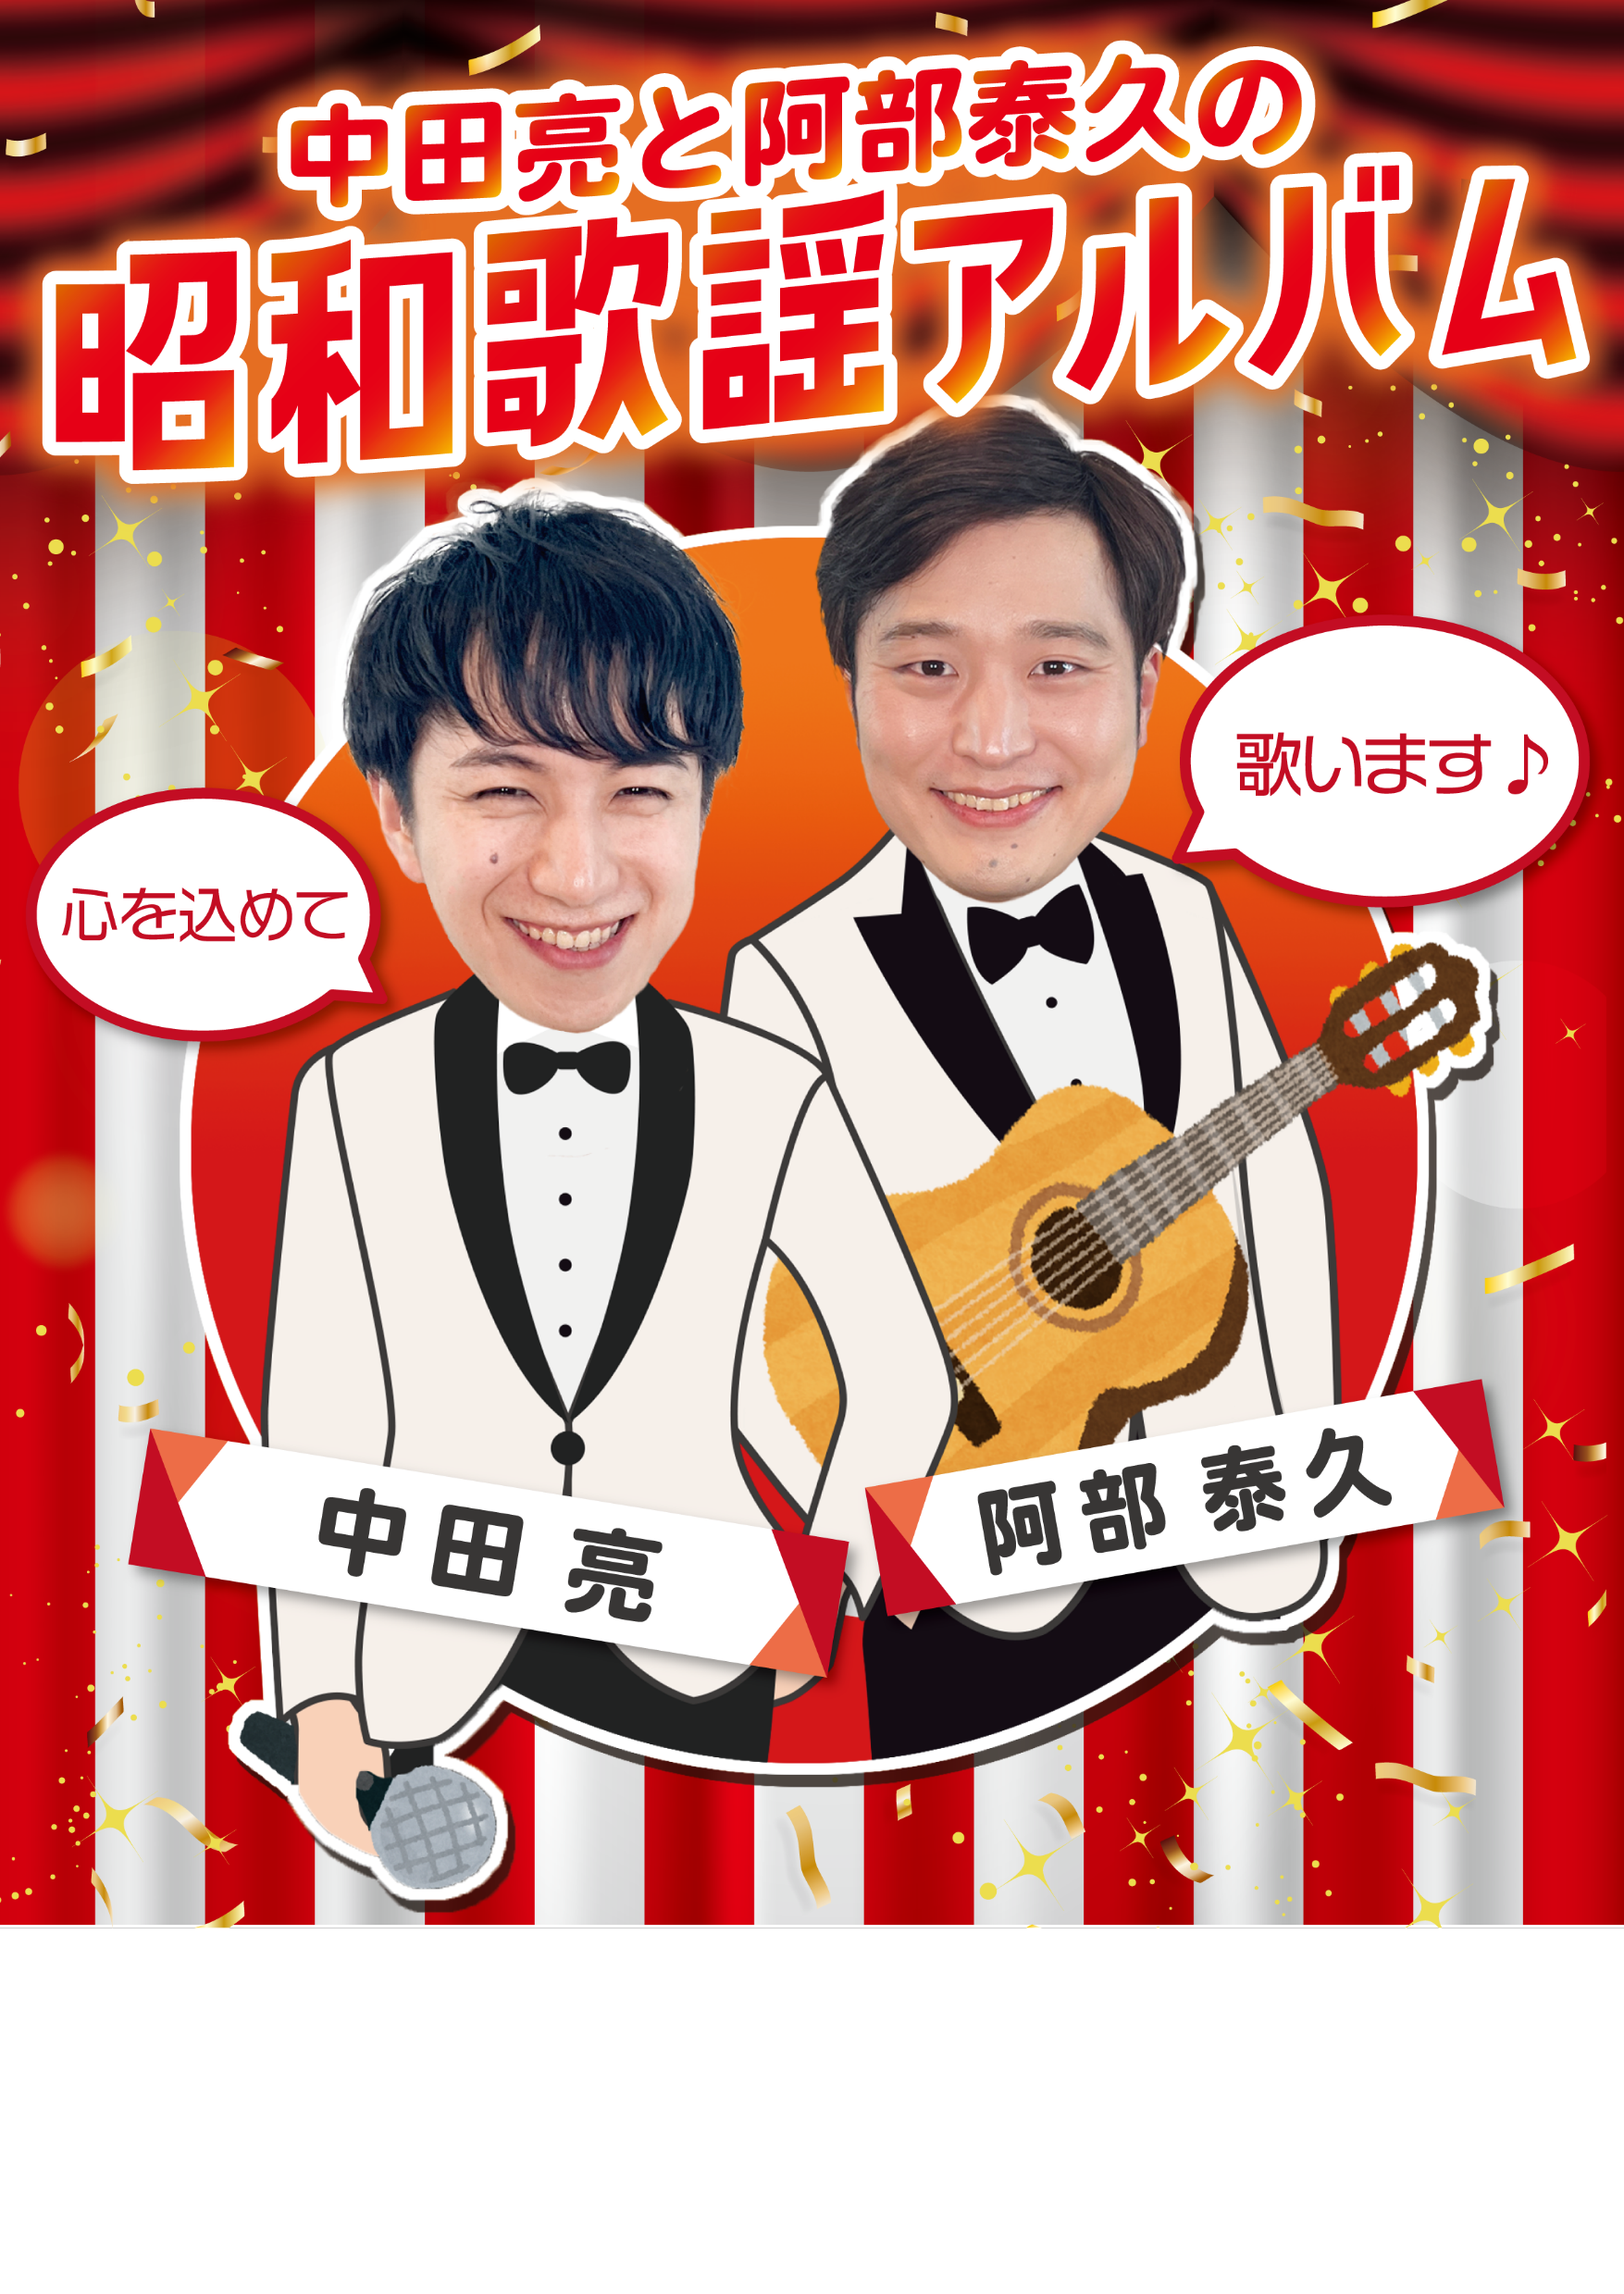 中田亮と阿部泰久の
昭和歌謡アルバム
歌います♪
心を込めて
中田 亮
阿部 泰久